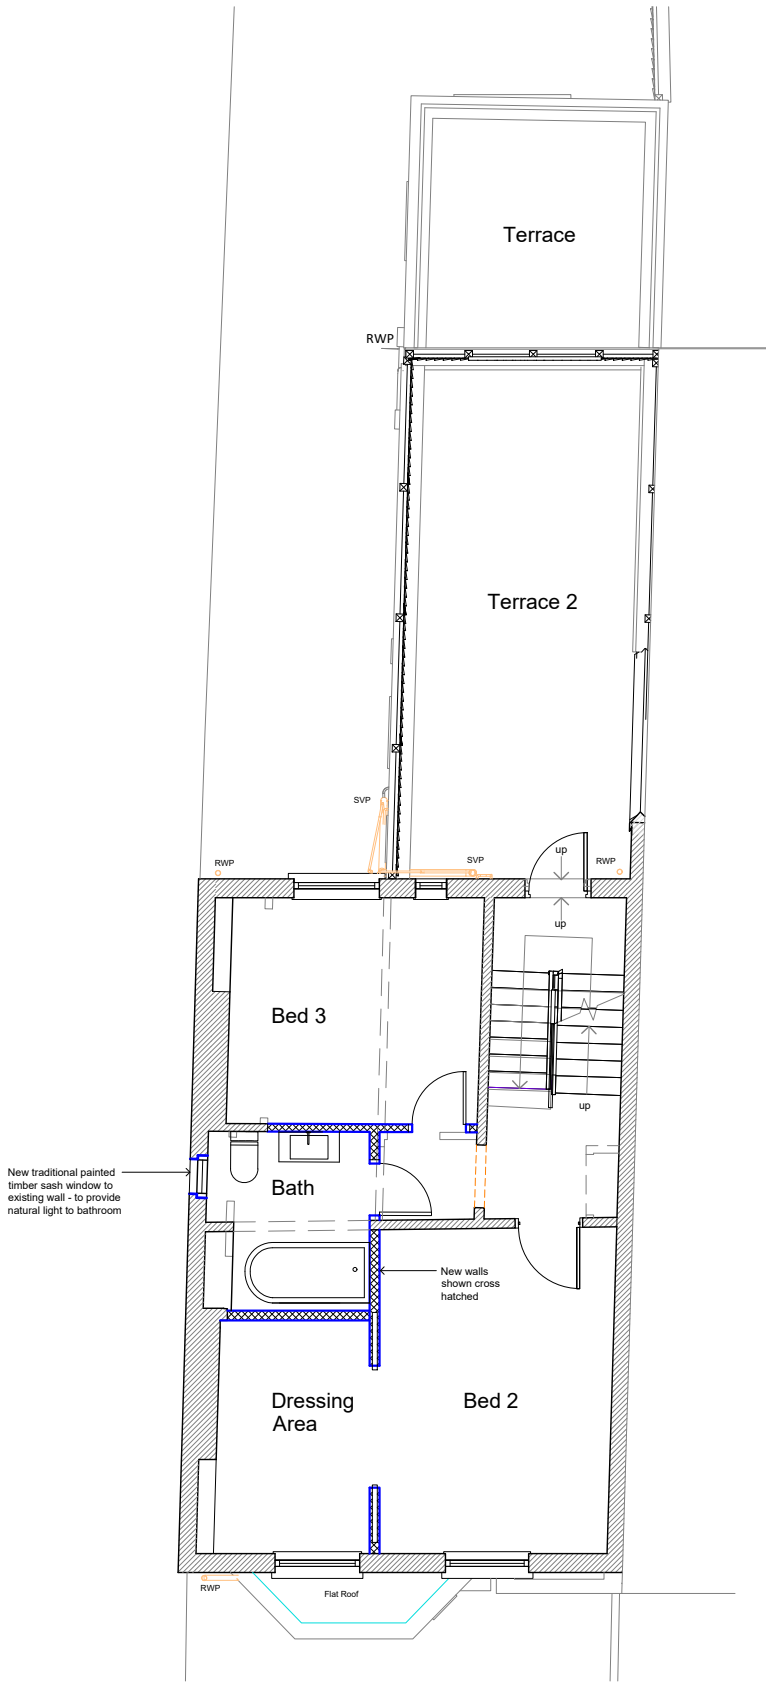 Terrace
RWP
Terrace 2
SVP
SVP
up
RWP
RWP
up
Bed 3
up
New traditional painted
timber sash window to
existing wall - to provide
natural light to bathroom
Bath
New walls
shown cross
hatched
Dressing
Area
Bed 2
RWP
Flat Roof